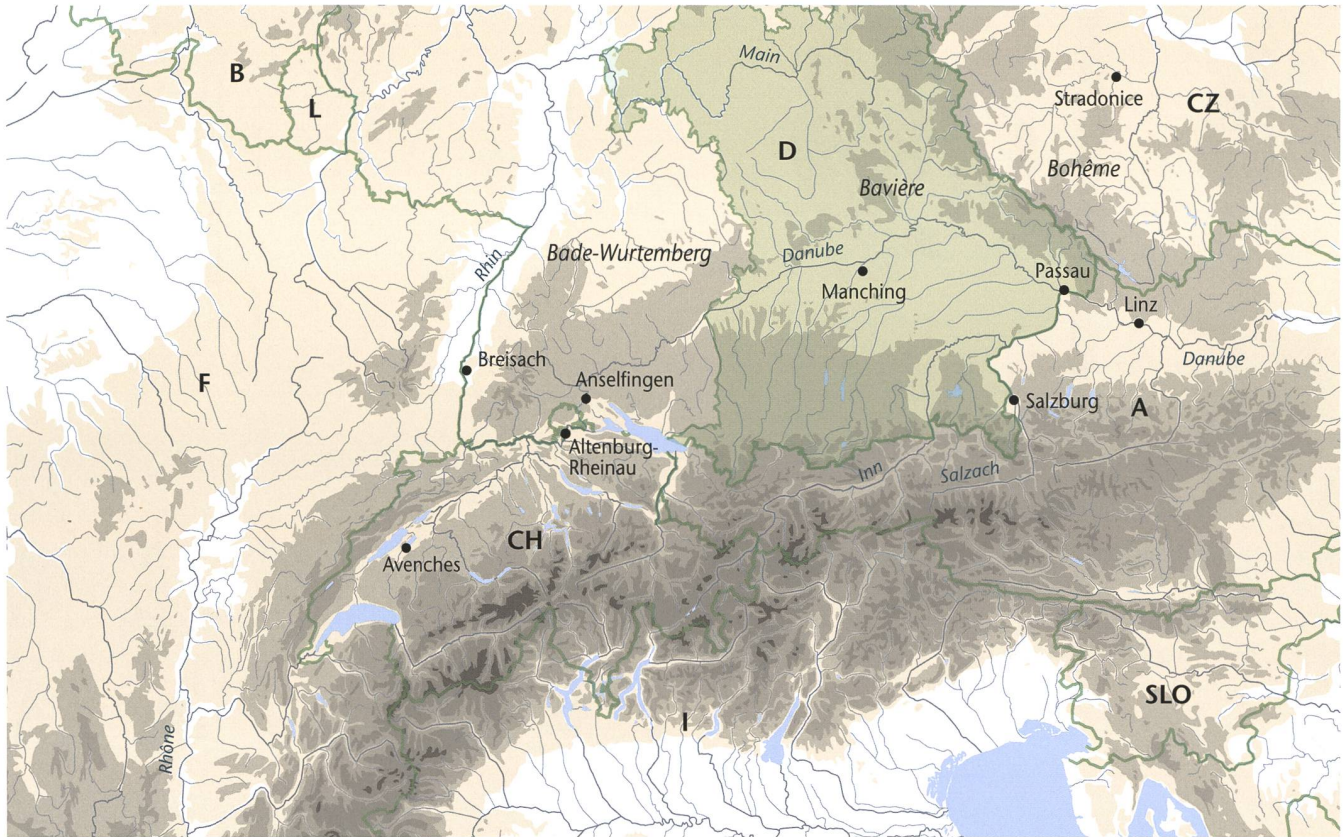 Main
B
L
Stradonice
CZ
D
Bohême
Bavière
Rhin
Bade-Wurtemberg
Danube
Manching
Passau
Linz
Danube
Breisach
F
Anselfingen
Salzburg
A
Altenburg-
Rheinau
Inn
Salzach
CH
Avenches
SLO
I
Rhône